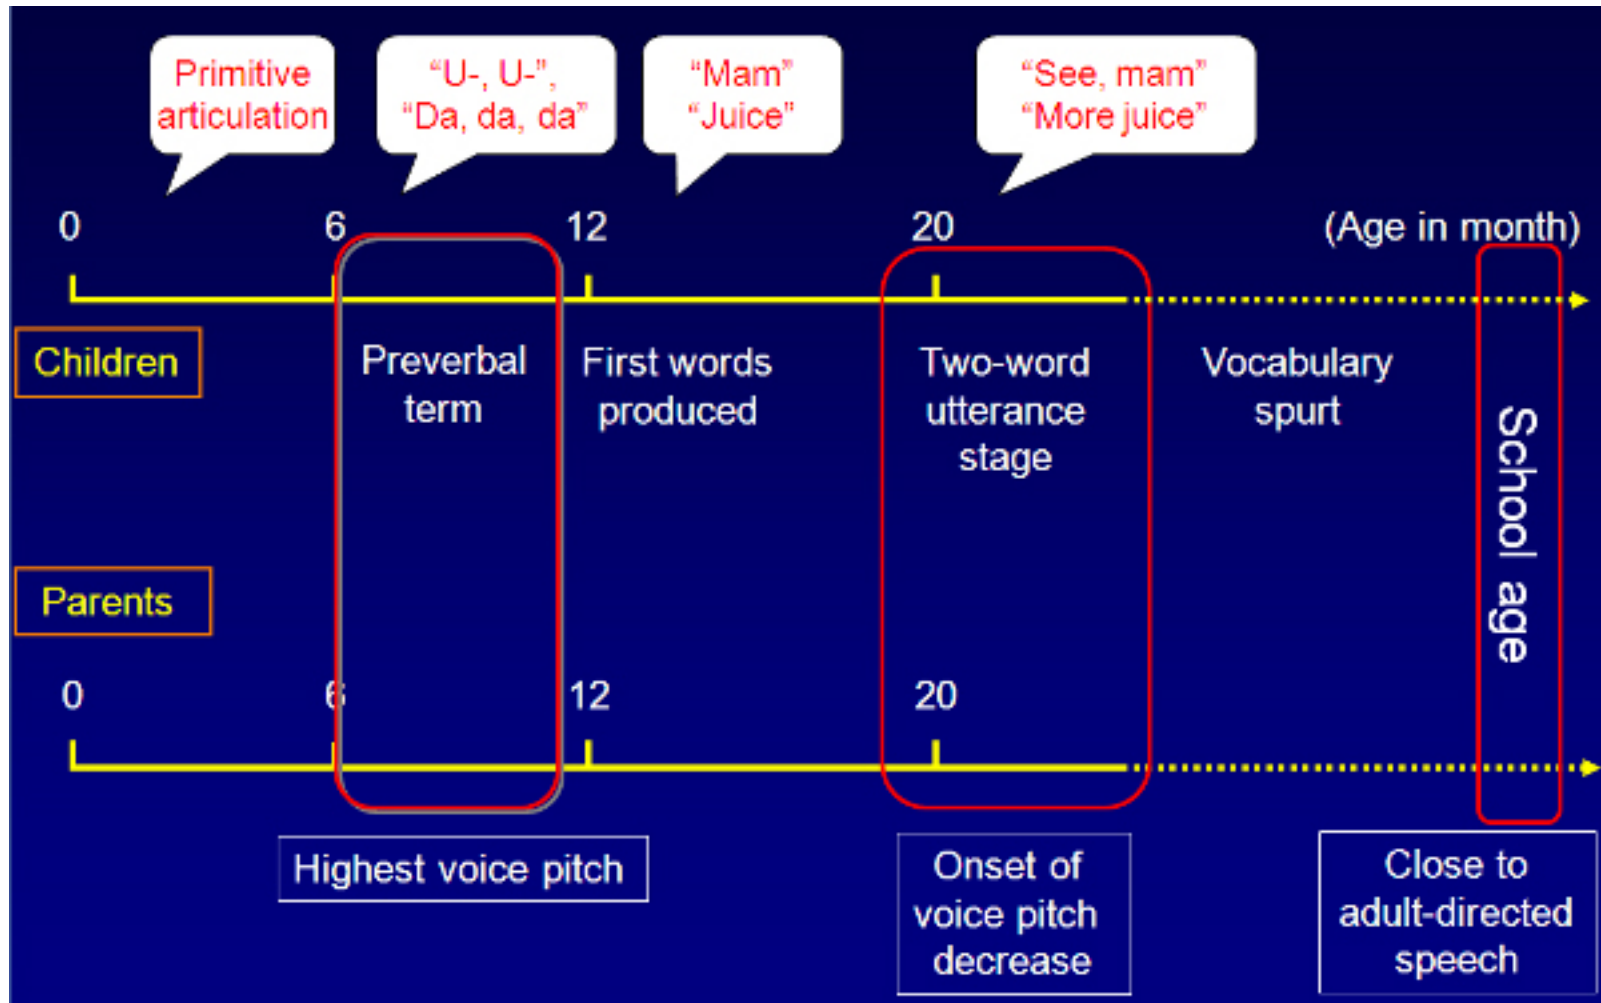 Primitive
articulation
“U-, U-”,
“Da, da, da”
“Mam”
“Juice”
“See, mam”
“More juice”
0
6
12
20
(Age in month)
Children
Preverbal
term
First words
produced
Two-word
utterance
stage
Vocabulary
spurt
School age
Parents
0
6
12
20
Highest voice pitch
Onset of
voice pitch
decrease
Close to
adult-directed
speech